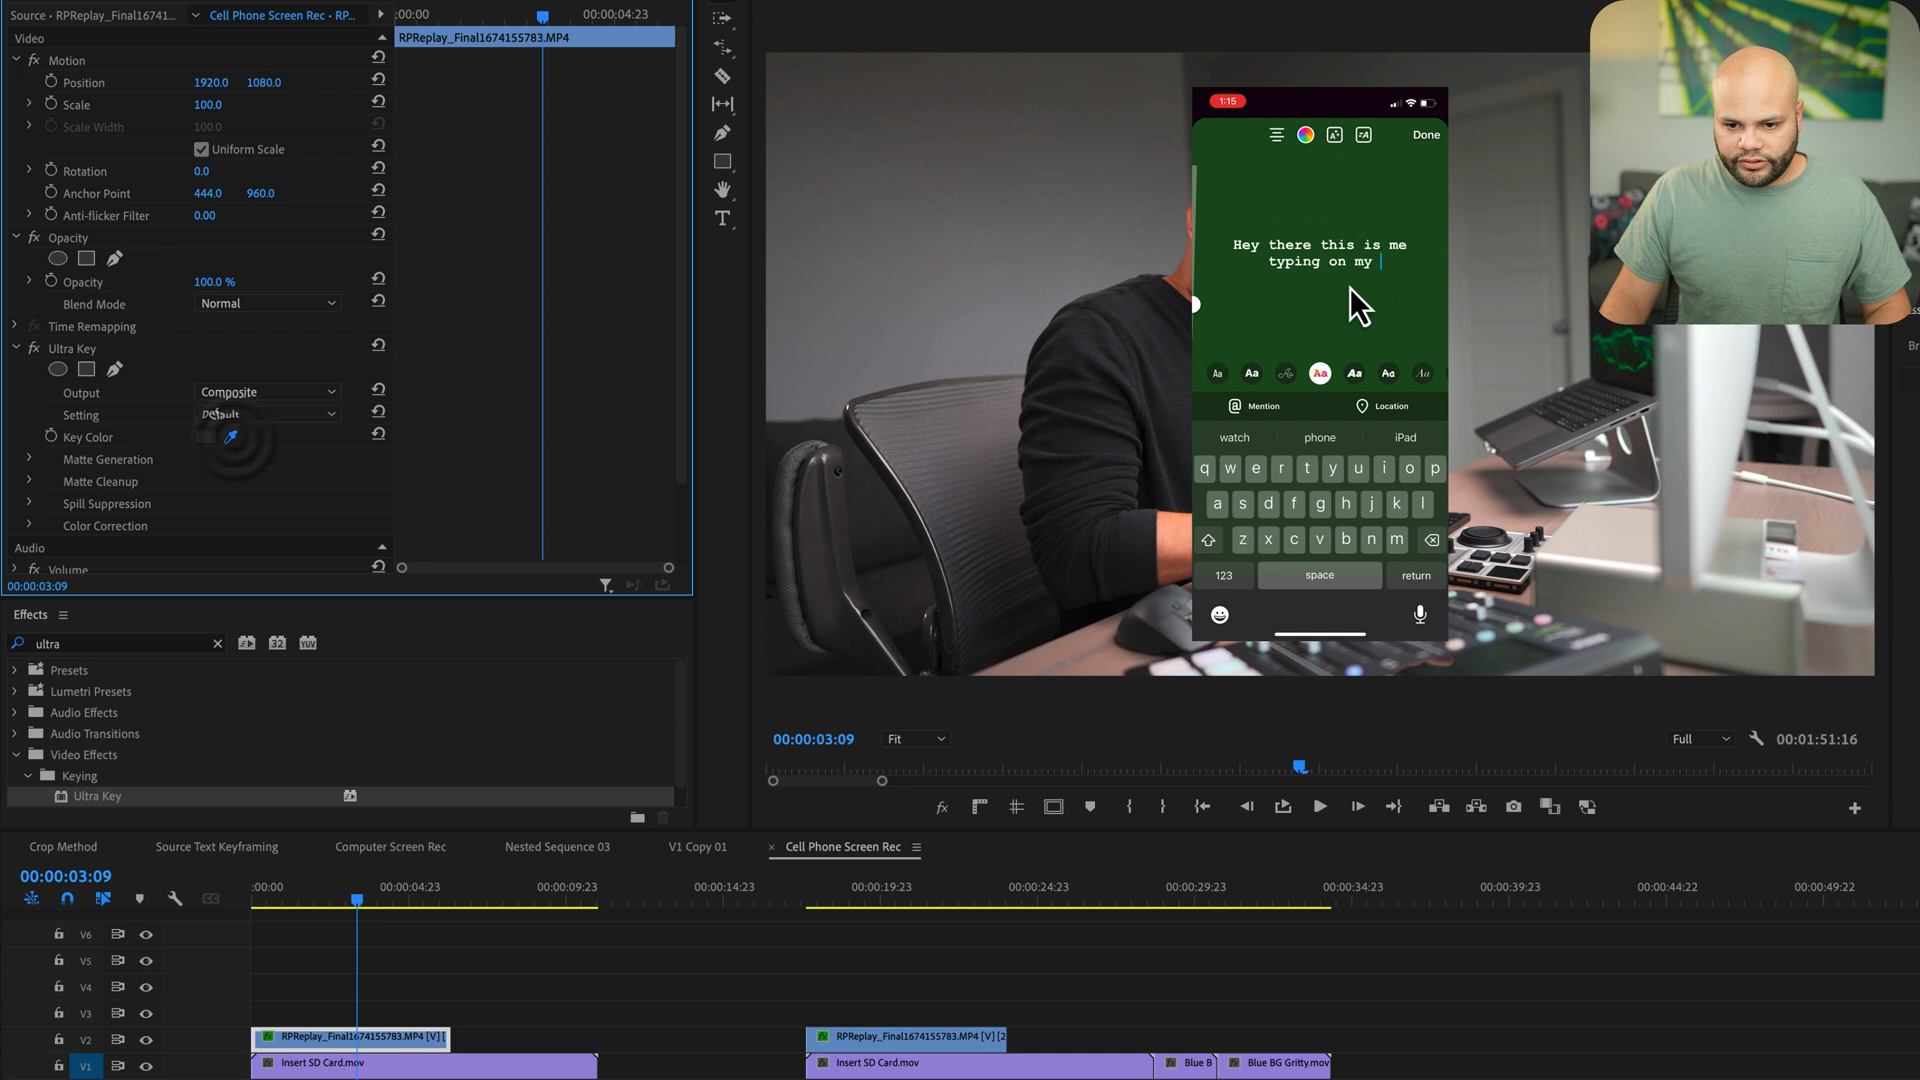 Source • RPReplay_Final16741...
Cell Phone Screen Rec • RP...
:00:00
00:00:04:23
Video
RPReplay_Final1674155783.MP4
Motion
Position 1920.0 1080.0
Scale 100.0
Scale Width 100.0
Uniform Scale
Rotation 0.0
Anchor Point 444.0 960.0
Anti-flicker Filter 0.00
Opacity
Opacity 100.0 %
Blend Mode Normal
Time Remapping
Ultra Key
Output Composite
Setting Default
Key Color
Matte Generation
Matte Cleanup
Spill Suppression
Color Correction
Audio
Volume
00:00:03:09
Effects
ultra
32
YUV
Presets
Lumetri Presets
Audio Effects
Audio Transitions
Video Effects
Keying
Ultra Key
1:15
Done
Hey there this is me
typing on my
Aa Aa Aa Aa Aa Aa Aa
Mention Location
watch phone iPad
q w e r t y u i o p
a s d f g h j k l
z x c v b n m
123 space return
Br
00:00:03:09
Fit
Full
00:01:51:16
Crop Method
Source Text Keyframing
Computer Screen Rec
Nested Sequence 03
V1 Copy 01
Cell Phone Screen Rec
00:00:03:09
:00:00
00:00:04:23
00:00:09:23
00:00:14:23
00:00:19:23
00:00:24:23
00:00:29:23
00:00:34:23
00:00:39:23
00:00:44:22
00:00:49:22
V6
V5
V4
V3
V2
RPReplay_Final1674155783.MP4 [V] [
RPReplay_Final1674155783.MP4 [V] [2
V1
Insert SD Card.mov
Insert SD Card.mov
Blue B
Blue BG Gritty.mov